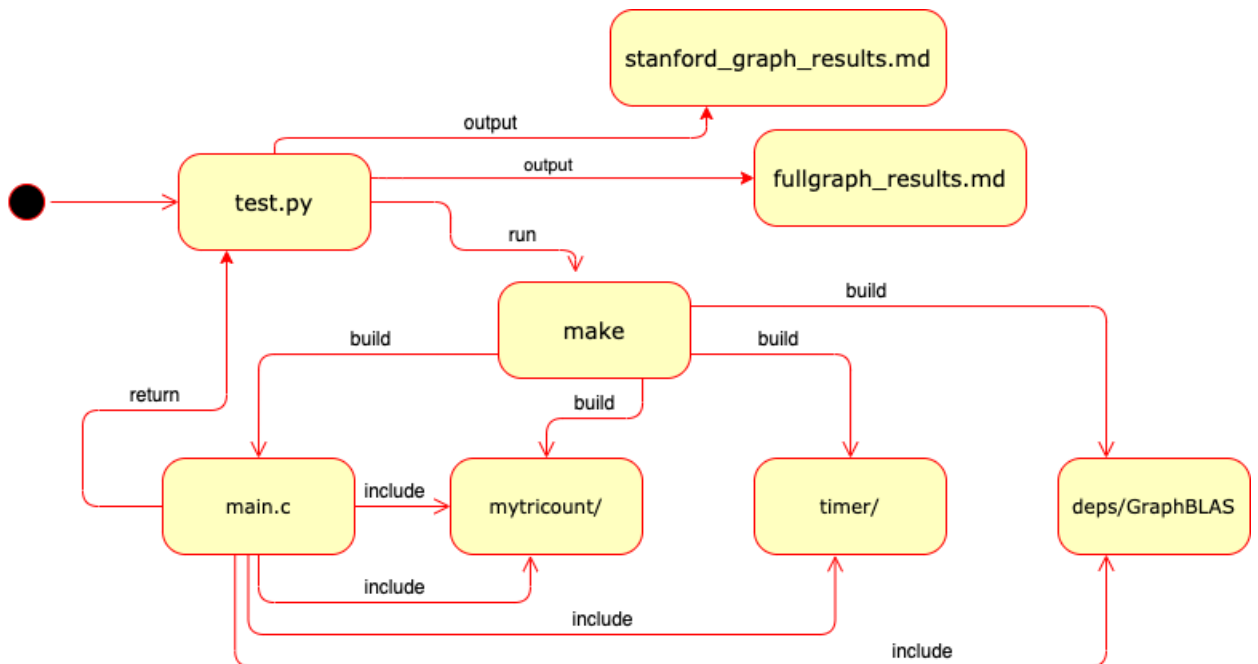 stanford_graph_results.md
output
output
fullgraph_results.md
test.py
run
build
make
build
build
return
build
main.c
include
mytricount/
timer/
deps/GraphBLAS
include
include
include